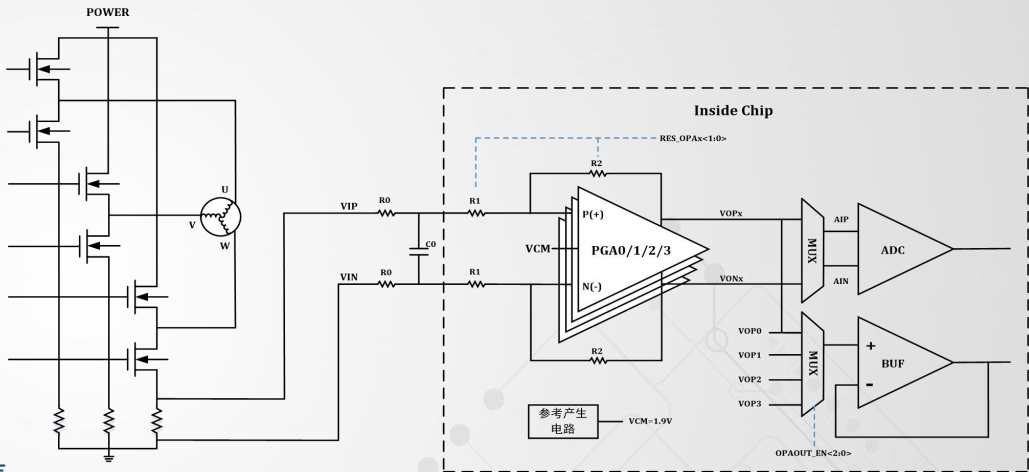 POWER
Inside Chip
RES_OPAx<1:0>
R2
U
V
W
VIP
R0
R1
P(+)
VOPx
AIP
C0
VCM
PGA0/1/2/3
MUX
ADC
VIN
R0
R1
N(-)
VONx
AIN
R2
VOP0
VOP1
VOP2
VOP3
MUX
+
-
BUF
参考产生
电路
VCM=1.9V
OPAOUT_EN<2:0>